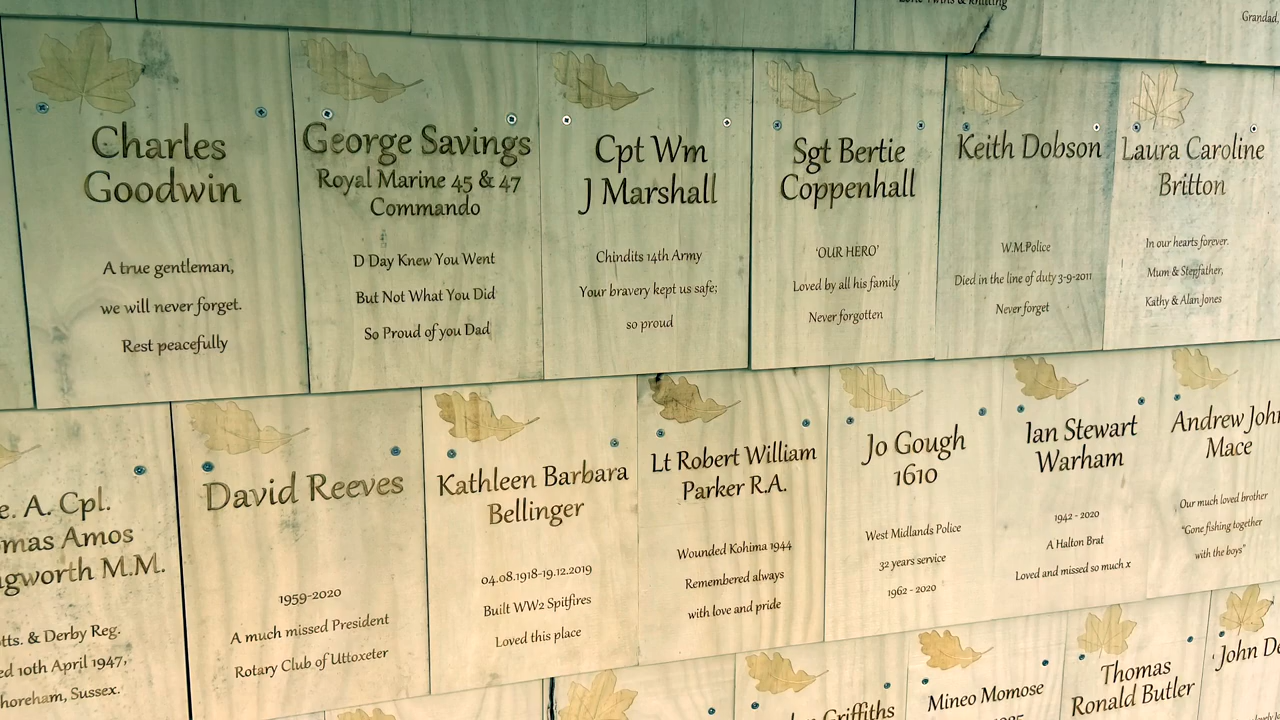 & knitting
Grandad,
Charles
Goodwin
A true gentleman,
we will never forget.
Rest peacefully
George Savings
Royal Marine 45 & 47
Commando
D Day Knew You Went
But Not What You Did
So Proud of you Dad
Cpt Wm
J Marshall
Chindits 14th Army
Your bravery kept us safe;
so proud
Sgt Bertie
Coppenhall
‘OUR HERO’
Loved by all his family
Never forgotten
Keith Dobson
W.M.Police
Died in the line of duty 3-9-2011
Never forget
Laura Caroline
Britton
In our hearts forever.
Mum & Stepfather,
Kathy & Alan Jones
e. A. Cpl.
mas Amos
gworth M.M.
tts. & Derby Reg.
ed 10th April 1947,
horeham, Sussex.
David Reeves
1959-2020
A much missed President
Rotary Club of Uttoxeter
Kathleen Barbara
Bellinger
04.08.1918-19.12.2019
Built WW2 Spitfires
Loved this place
Lt Robert William
Parker R.A.
Wounded Kohima 1944
Remembered always
with love and pride
Jo Gough
1610
West Midlands Police
32 years service
1962 - 2020
Ian Stewart
Warham
1942 - 2020
A Halton Brat
Loved and missed so much x
Andrew John
Mace
Our much loved brother
“Gone fishing together
with the boys”
Griffiths
Mineo Momose
Thomas
Ronald Butler
John De